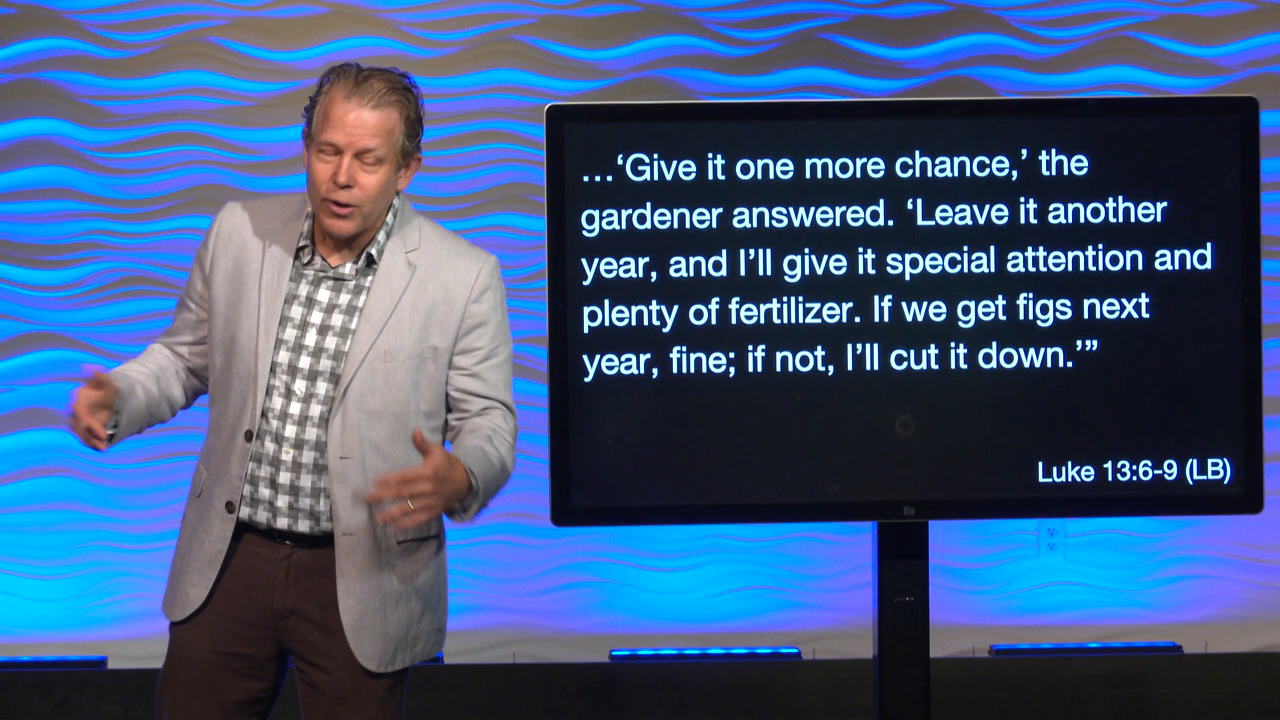 …‘Give it one more chance,’ the
gardener answered. ‘Leave it another
year, and I’ll give it special attention and
plenty of fertilizer. If we get figs next
year, fine; if not, I’ll cut it down.’”
Luke 13:6-9 (LB)